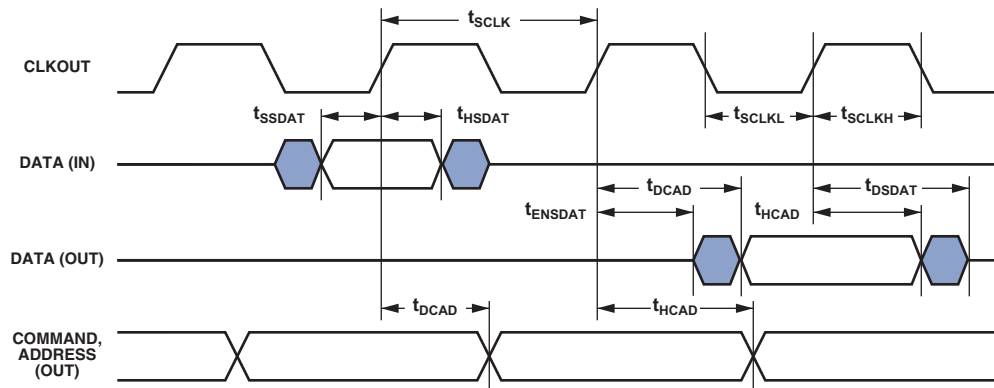 tSCLK
CLKOUT
tSSDAT
tHSDAT
tSCLKL
tSCLKH
DATA (IN)
tDCAD
tDSDAT
tENSDAT
tHCAD
DATA (OUT)
tDCAD
tHCAD
COMMAND,
ADDRESS
(OUT)